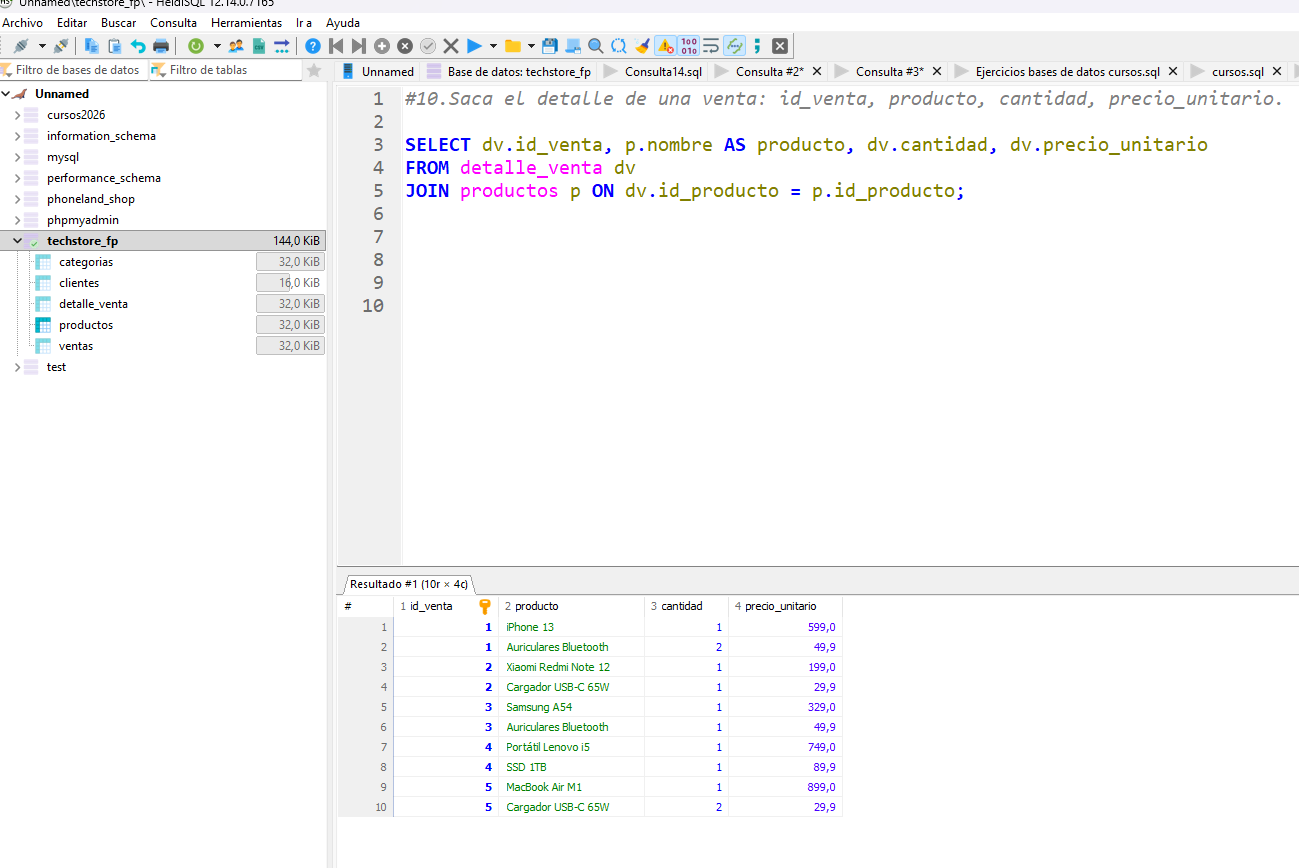 Unnamed\techstore_fp\ - HeidiSQL 12.14.0.7165
Archivo Editar Buscar Consulta Herramientas Ir a Ayuda
Filtro de bases de datos
Filtro de tablas
Unnamed
Base de datos: techstore_fp
Consulta14.sql
Consulta #2*
Consulta #3*
Ejercicios bases de datos cursos.sql
cursos.sql
Unnamed
cursos2026
information_schema
mysql
performance_schema
phoneland_shop
phpmyadmin
techstore_fp 144,0 KiB
categorias 32,0 KiB
clientes 16,0 KiB
detalle_venta 32,0 KiB
productos 32,0 KiB
ventas 32,0 KiB
test
1 #10.Saca el detalle de una venta: id_venta, producto, cantidad, precio_unitario.
2
3 SELECT dv.id_venta, p.nombre AS producto, dv.cantidad, dv.precio_unitario
4 FROM detalle_venta dv
5 JOIN productos p ON dv.id_producto = p.id_producto;
6
7
8
9
10
Resultado #1 (10r × 4c)
# 1 id_venta 2 producto 3 cantidad 4 precio_unitario
1 1 iPhone 13 1 599,0
2 1 Auriculares Bluetooth 2 49,9
3 2 Xiaomi Redmi Note 12 1 199,0
4 2 Cargador USB-C 65W 1 29,9
5 3 Samsung A54 1 329,0
6 3 Auriculares Bluetooth 1 49,9
7 4 Portátil Lenovo i5 1 749,0
8 4 SSD 1TB 1 89,9
9 5 MacBook Air M1 1 899,0
10 5 Cargador USB-C 65W 2 29,9